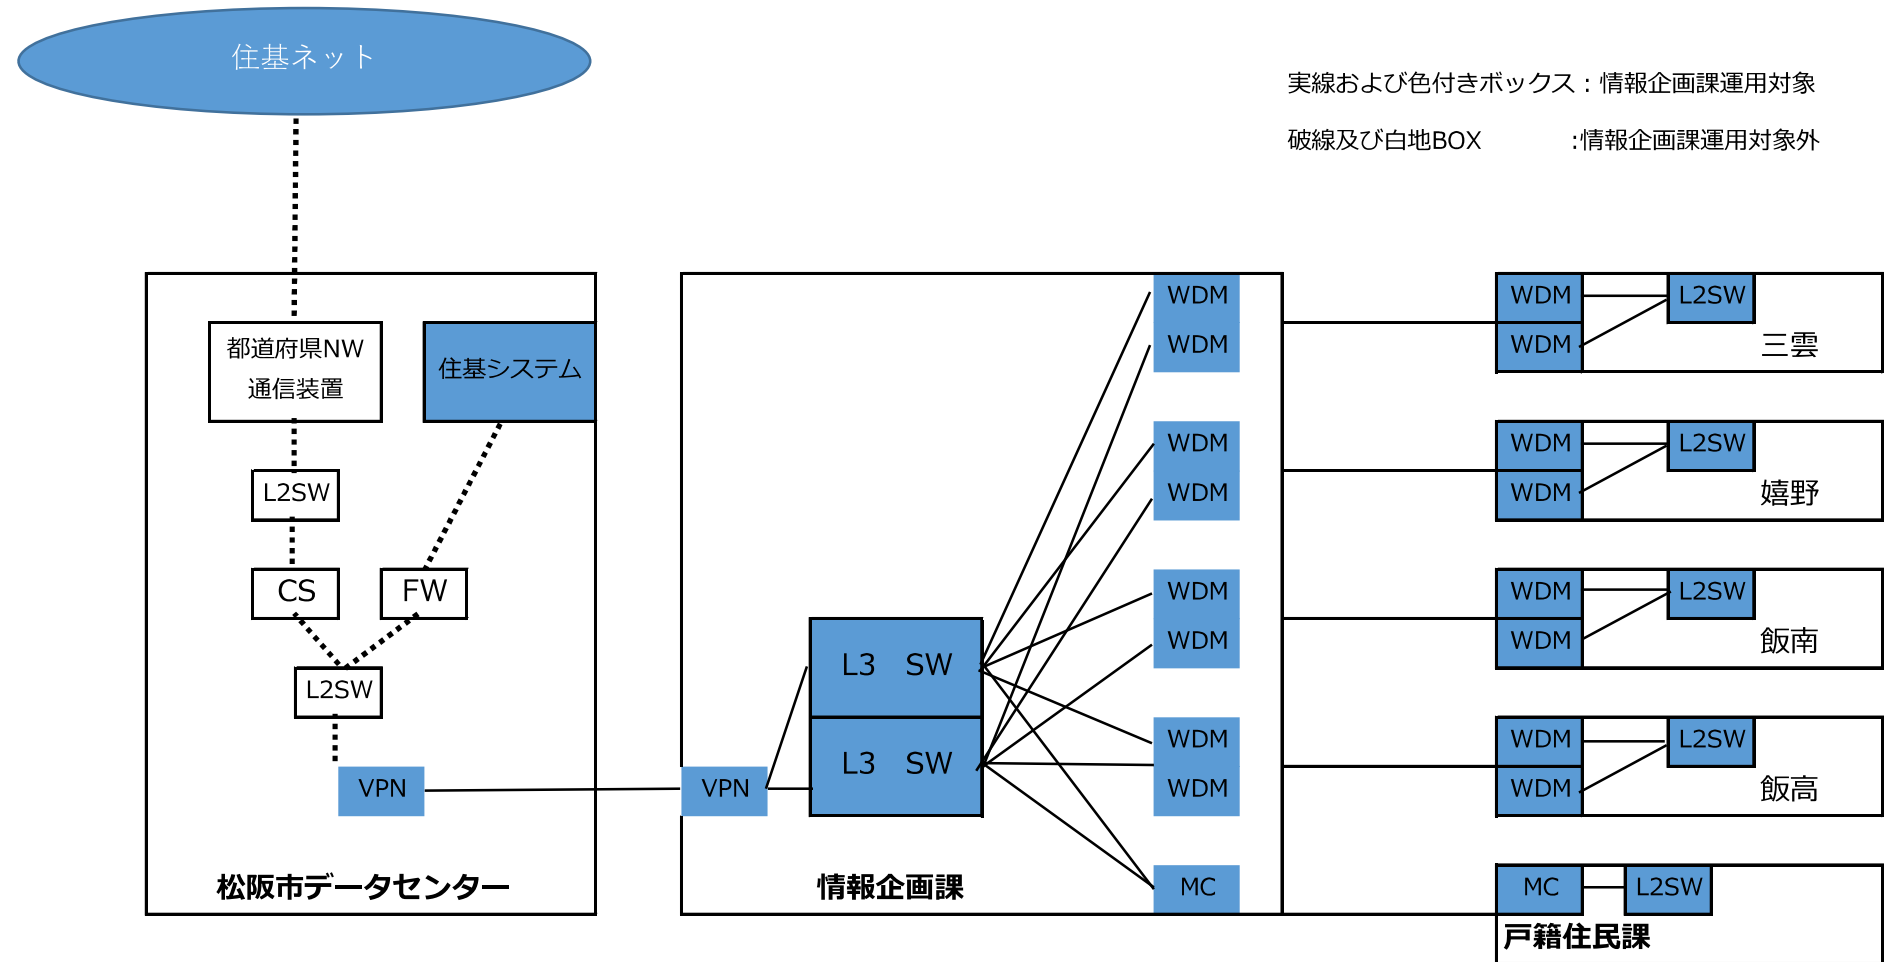 住基ネット
実線および色付きボックス：情報企画課運用対象
破線及び白地BOX　　　　:情報企画課運用対象外
都道府県NW
通信装置
住基システム
L2SW
CS
FW
L2SW
VPN
松阪市データセンター
VPN
L3　SW
L3　SW
情報企画課
WDM
WDM
WDM
WDM
WDM
WDM
WDM
WDM
MC
WDM
L2SW
WDM
三雲
WDM
L2SW
WDM
嬉野
WDM
L2SW
WDM
飯南
WDM
L2SW
WDM
飯高
MC
L2SW
戸籍住民課